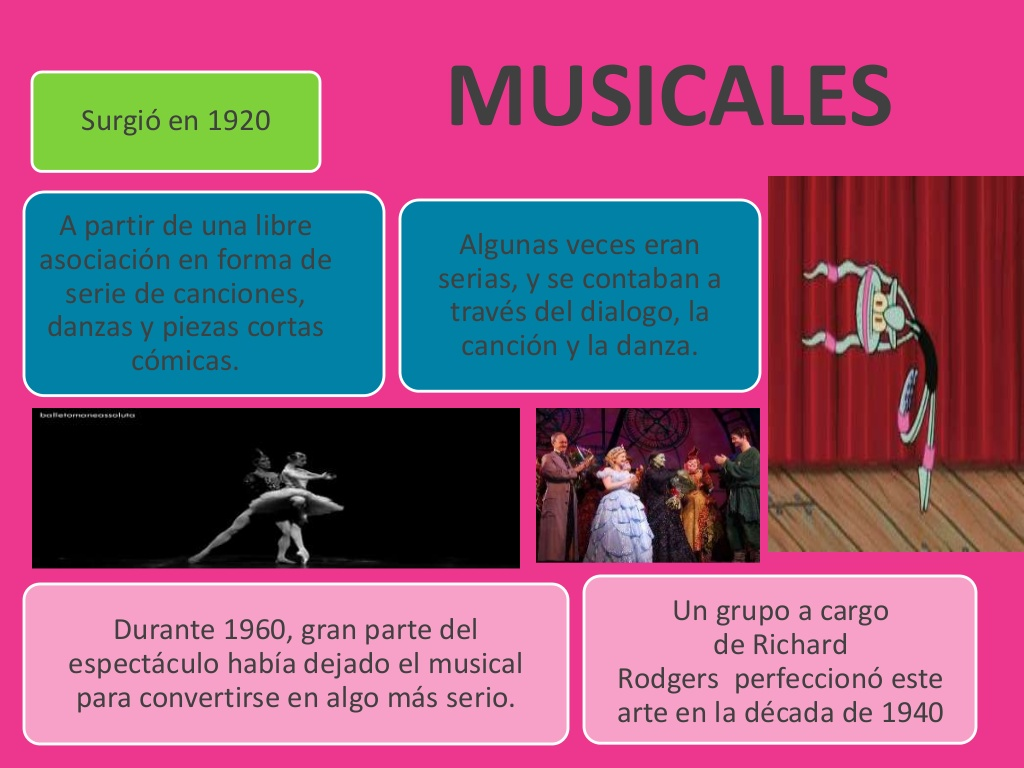 MUSICALES
Surgió en 1920
A partir de una libre
asociación en forma de
serie de canciones,
danzas y piezas cortas
cómicas.
Algunas veces eran
serias, y se contaban a
través del dialogo, la
canción y la danza.
balletomaneassoluta
Durante 1960, gran parte del
espectáculo había dejado el musical
para convertirse en algo más serio.
Un grupo a cargo
de Richard
Rodgers  perfeccionó este
arte en la década de 1940